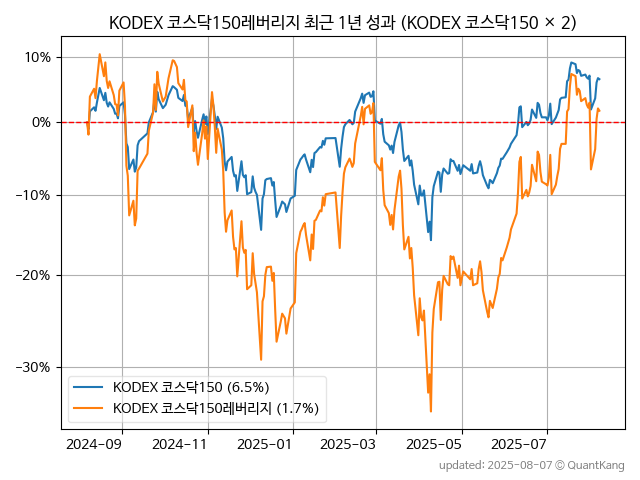 KODEX 코스닥150레버리지 최근 1년 성과 (KODEX 코스닥150 × 2)
10%
0%
−10%
−20%
−30%
KODEX 코스닥150 (6.5%)
KODEX 코스닥150레버리지 (1.7%)
2024-09 2024-11 2025-01 2025-03 2025-05 2025-07
updated: 2025-08-07 © QuantKang